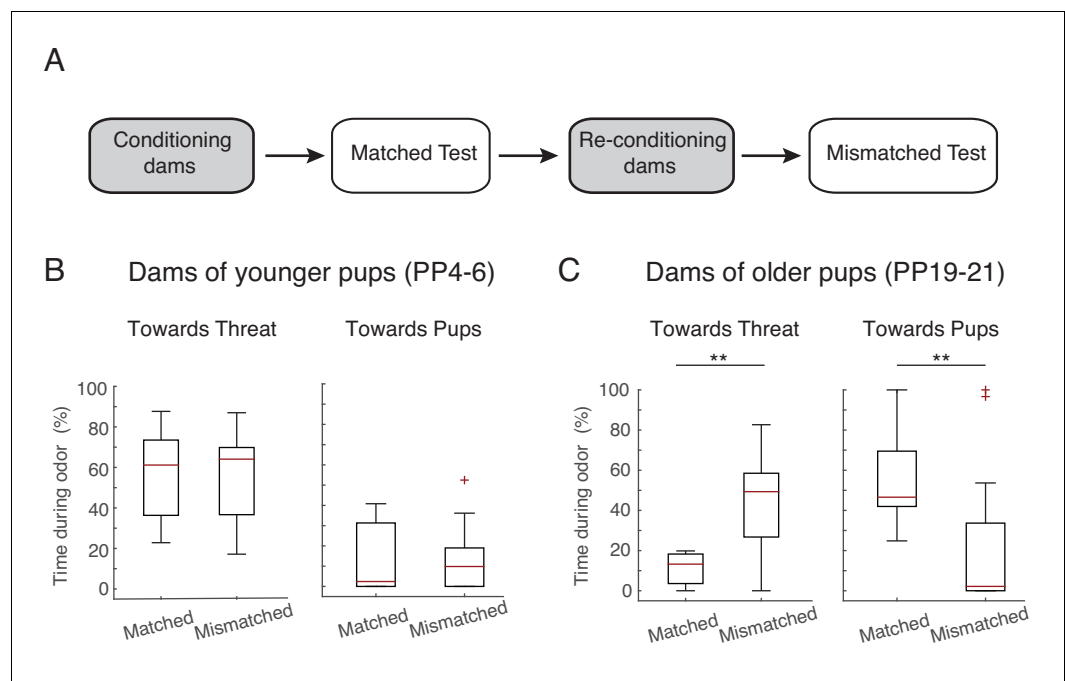 A
Conditioning
dams
Matched Test
Re-conditioning
dams
Mismatched Test
B
Dams of younger pups (PP4-6)
Towards Threat
Towards Pups
Time during odor (%)
100
80
60
40
20
0
Matched
Mismatched
Matched
Mismatched
C
Dams of older pups (PP19-21)
Towards Threat
Towards Pups
**
**
Time during odor (%)
100
80
60
40
20
0
Matched
Mismatched
Matched
Mismatched